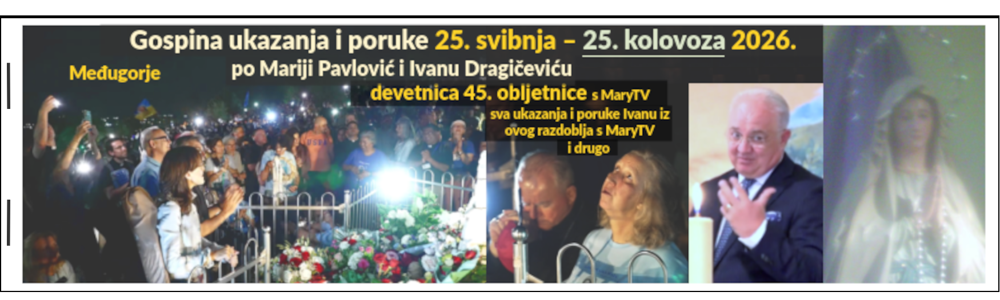 Gospina ukazanja i poruke 25. svibnja – 25. kolovoza 2026.
Međugorje
po Mariji Pavlović i Ivanu Dragičeviću
devetnica 45. obljetnice s MaryTV
sva ukazanja i poruke Ivanu iz
ovog razdoblja s MaryTV
i drugo
USPA